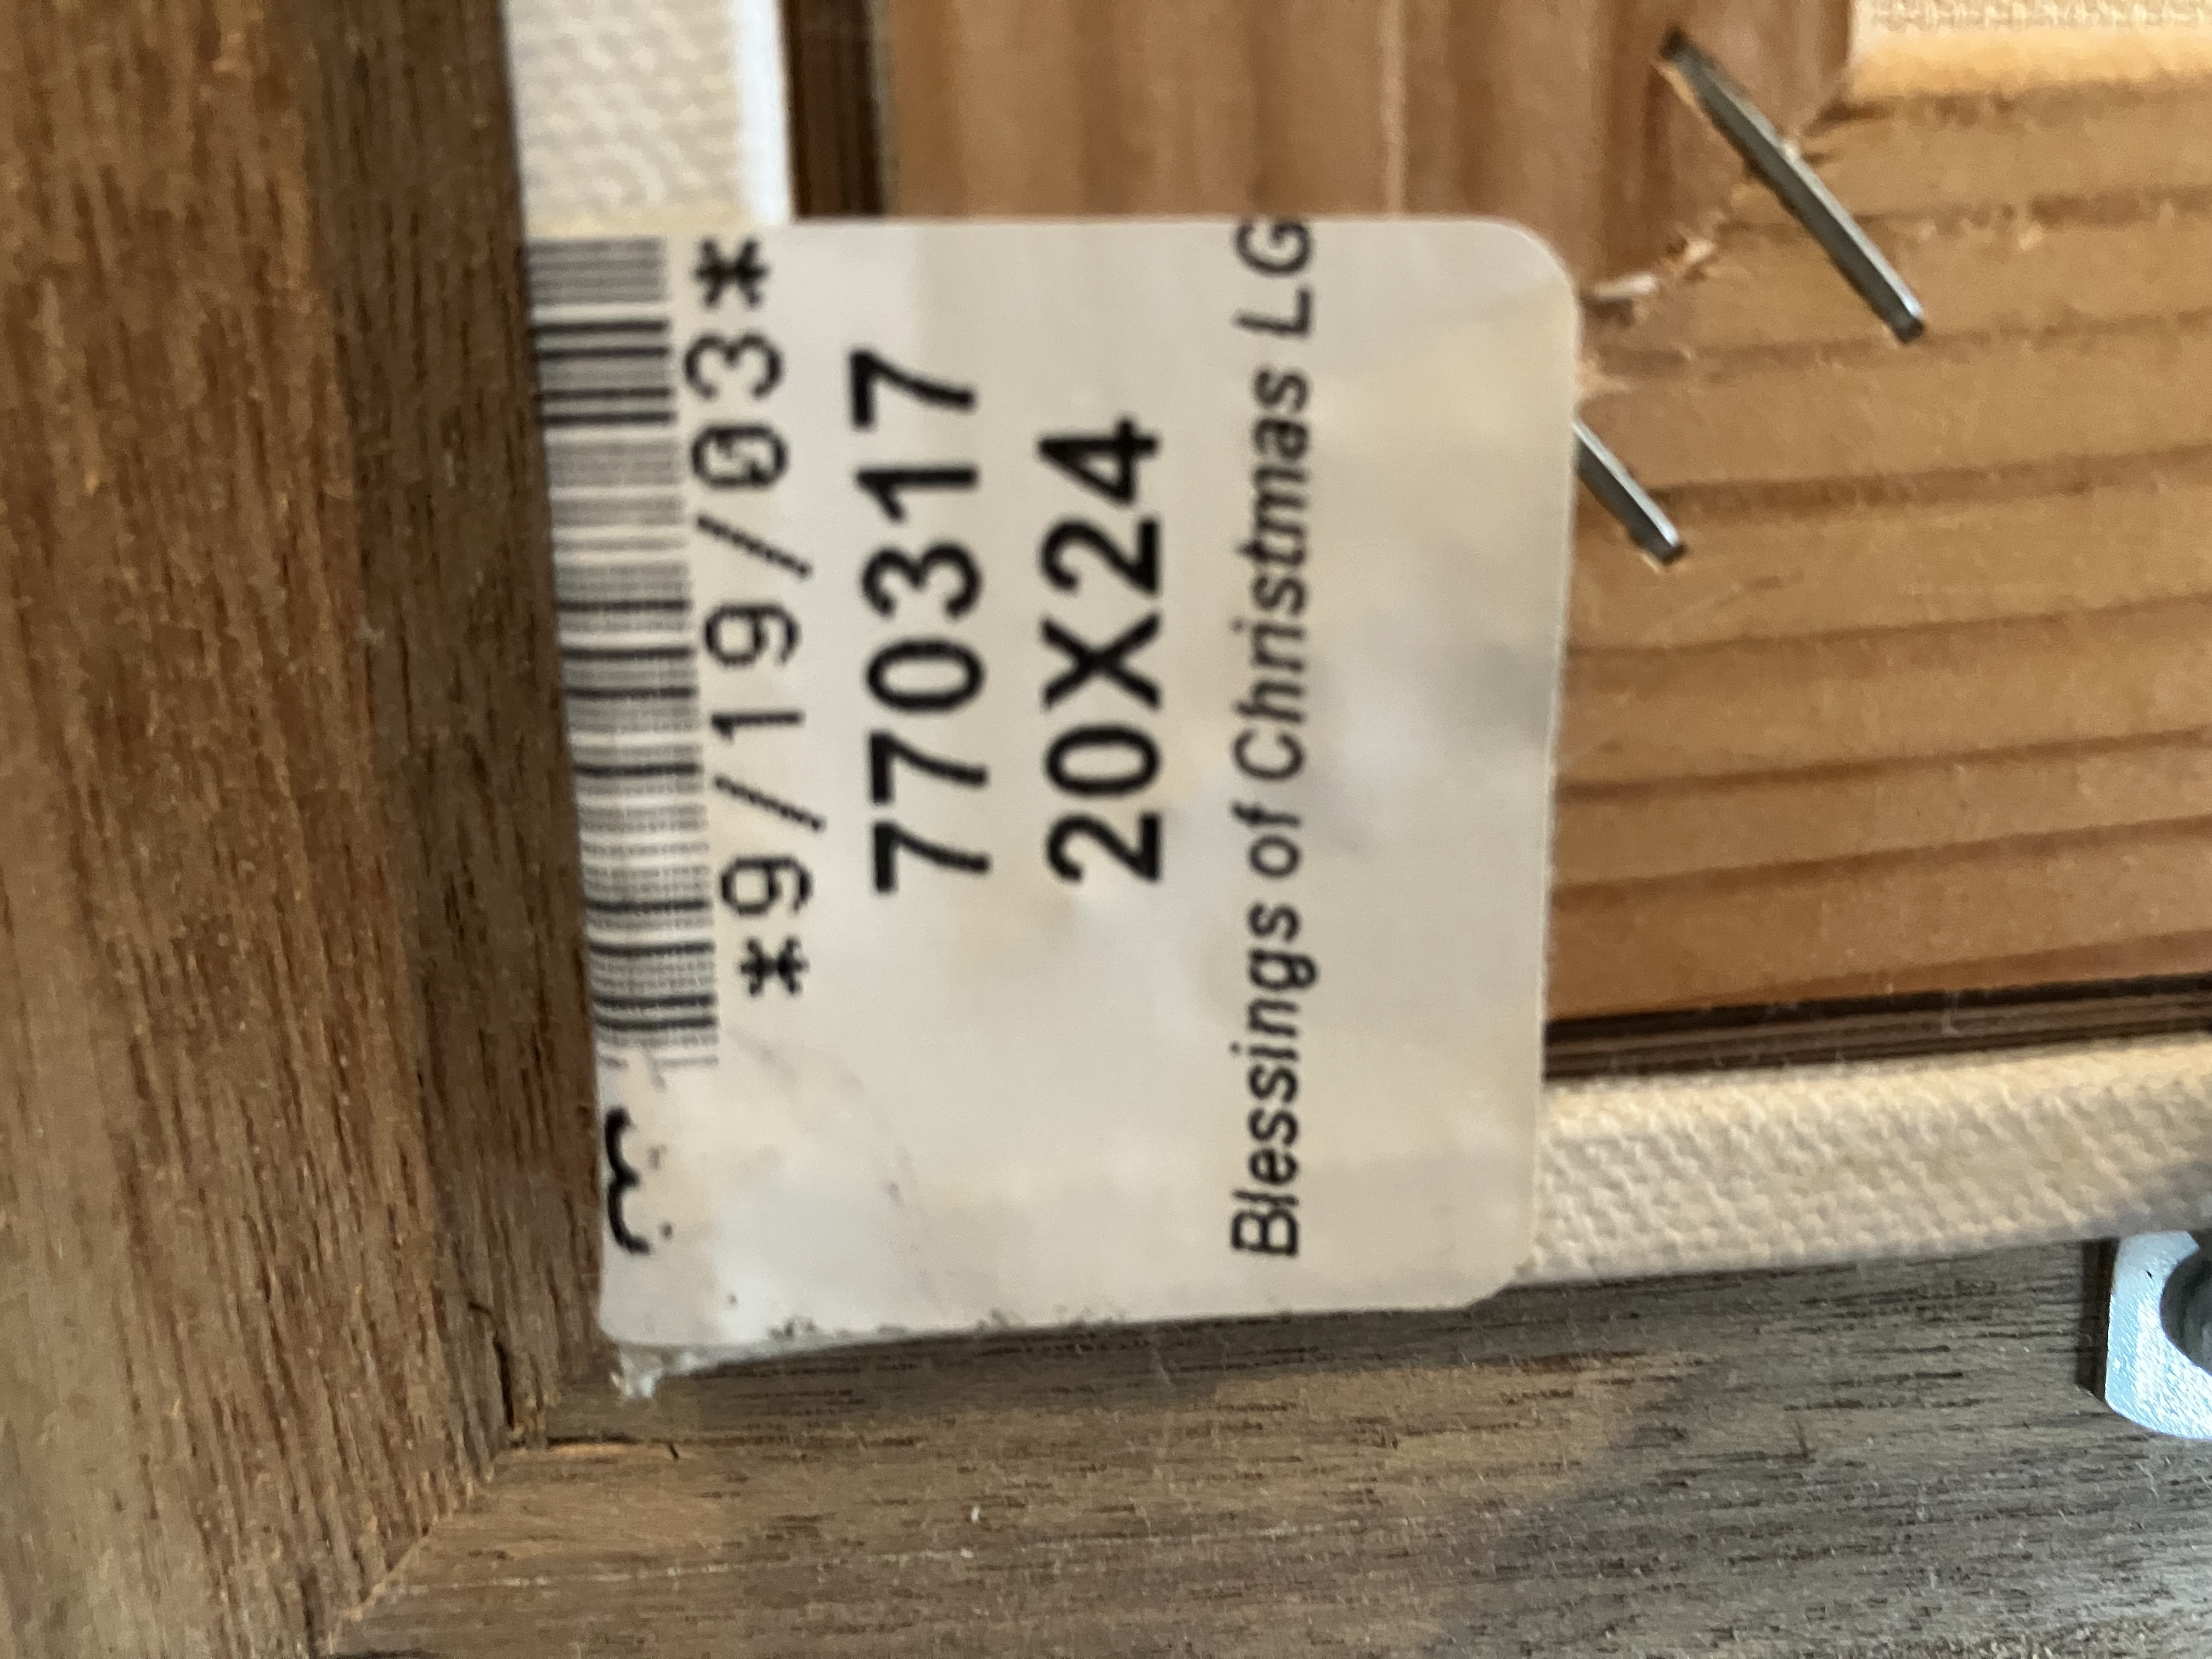 *9/19/03*
770317
20X24
Blessings of Christmas LG